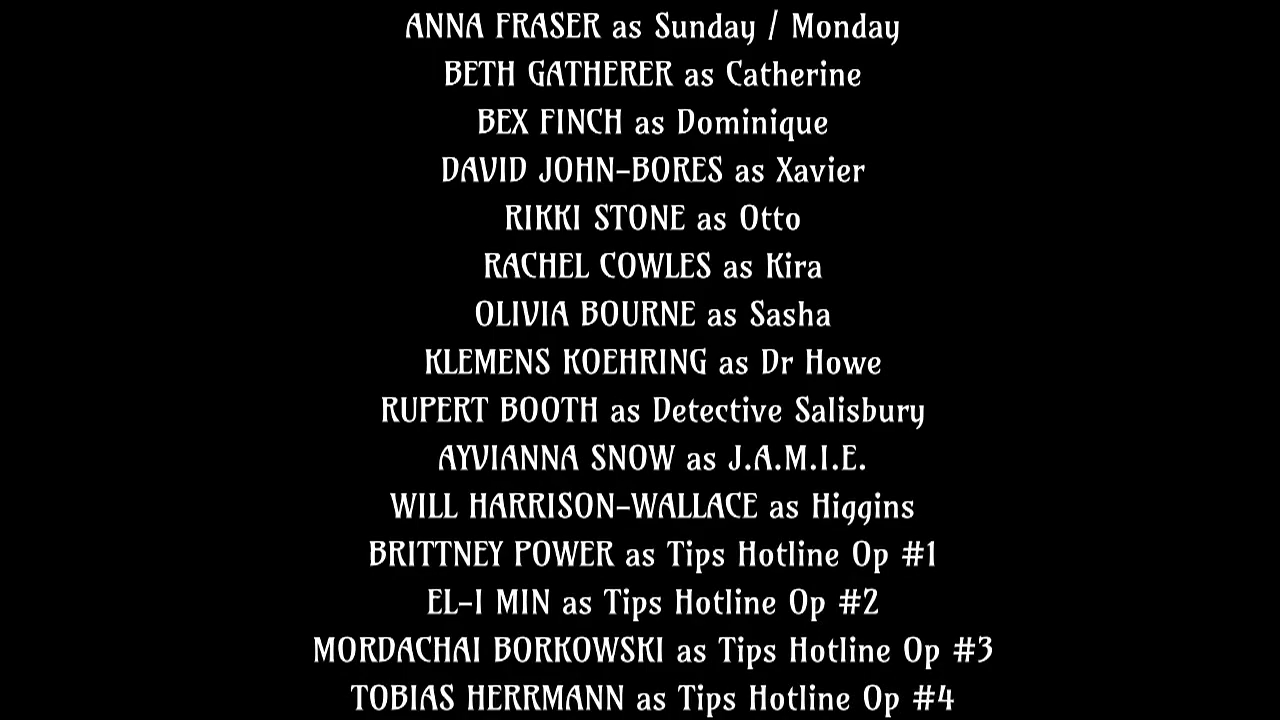 ANNA FRASER as Sunday / Monday
BETH GATHERER as Catherine
BEX FINCH as Dominique
DAVID JOHN-BORES as Xavier
RIKKI STONE as Otto
RACHEL COWLES as Kira
OLIVIA BOURNE as Sasha
KLEMENS KOEHRING as Dr Howe
RUPERT BOOTH as Detective Salisbury
AYVIANNA SNOW as J.A.M.I.E.
WILL HARRISON-WALLACE as Higgins
BRITTNEY POWER as Tips Hotline Op #1
EL-I MIN as Tips Hotline Op #2
MORDACHAI BORKOWSKI as Tips Hotline Op #3
TOBIAS HERRMANN as Tips Hotline Op #4